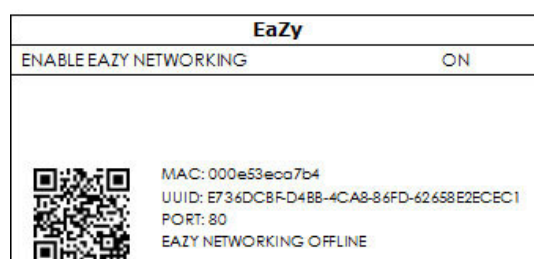 EaZy
ENABLE EAZY NETWORKING ON
MAC: 000e53eca7b4
UUID: E736DCBF-D4BB-4CA8-86FD-62658E2ECEC1
PORT: 80
EAZY NETWORKING OFFLINE